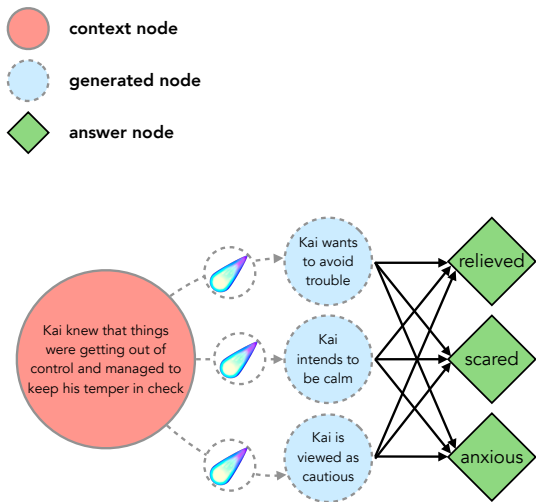 context node
generated node
answer node
Kai wants
to avoid
trouble
relieved
Kai knew that things
were getting out of
control and managed to
keep his temper in check
Kai
intends to
be calm
scared
Kai is
viewed as
cautious
anxious